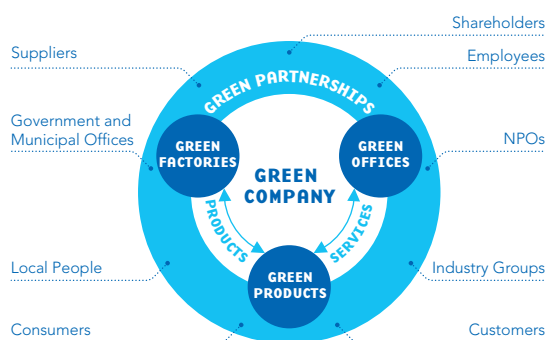 Shareholders
Suppliers
Employees
GREEN PARTNERSHIPS
Government and
Municipal Offices
GREEN
FACTORIES
GREEN
OFFICES
NPOs
GREEN
COMPANY
PRODUCTS
SERVICES
Local People
Industry Groups
GREEN
PRODUCTS
Consumers
Customers